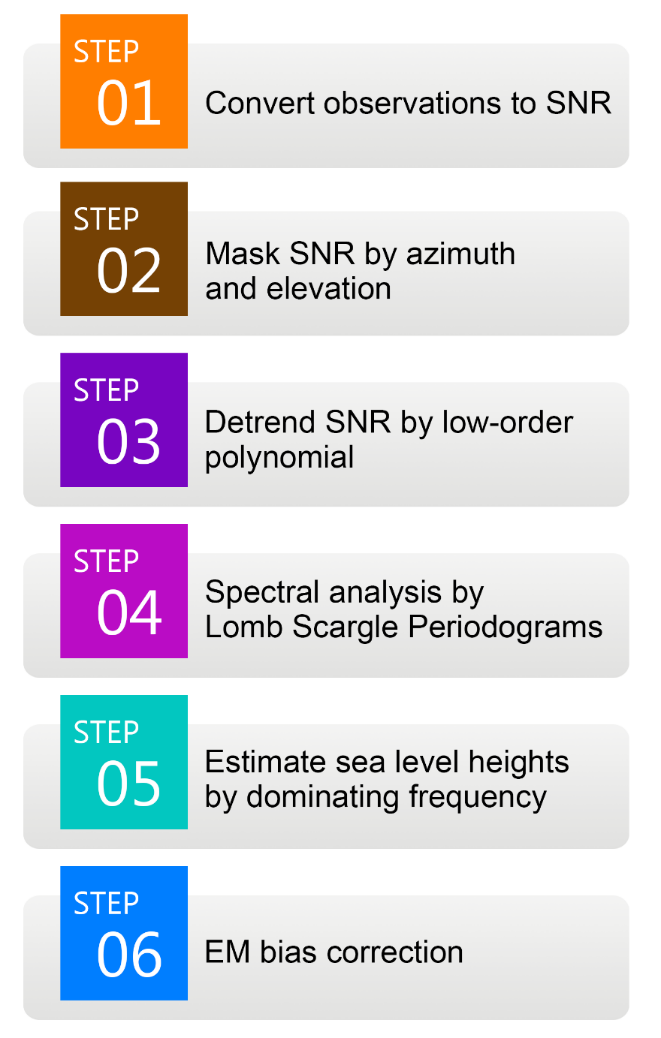 STEP
01
Convert observations to SNR
STEP
02
Mask SNR by azimuth
and elevation
STEP
03
Detrend SNR by low-order
polynomial
STEP
04
Spectral analysis by
Lomb Scargle Periodograms
STEP
05
Estimate sea level heights
by dominating frequency
STEP
06
EM bias correction